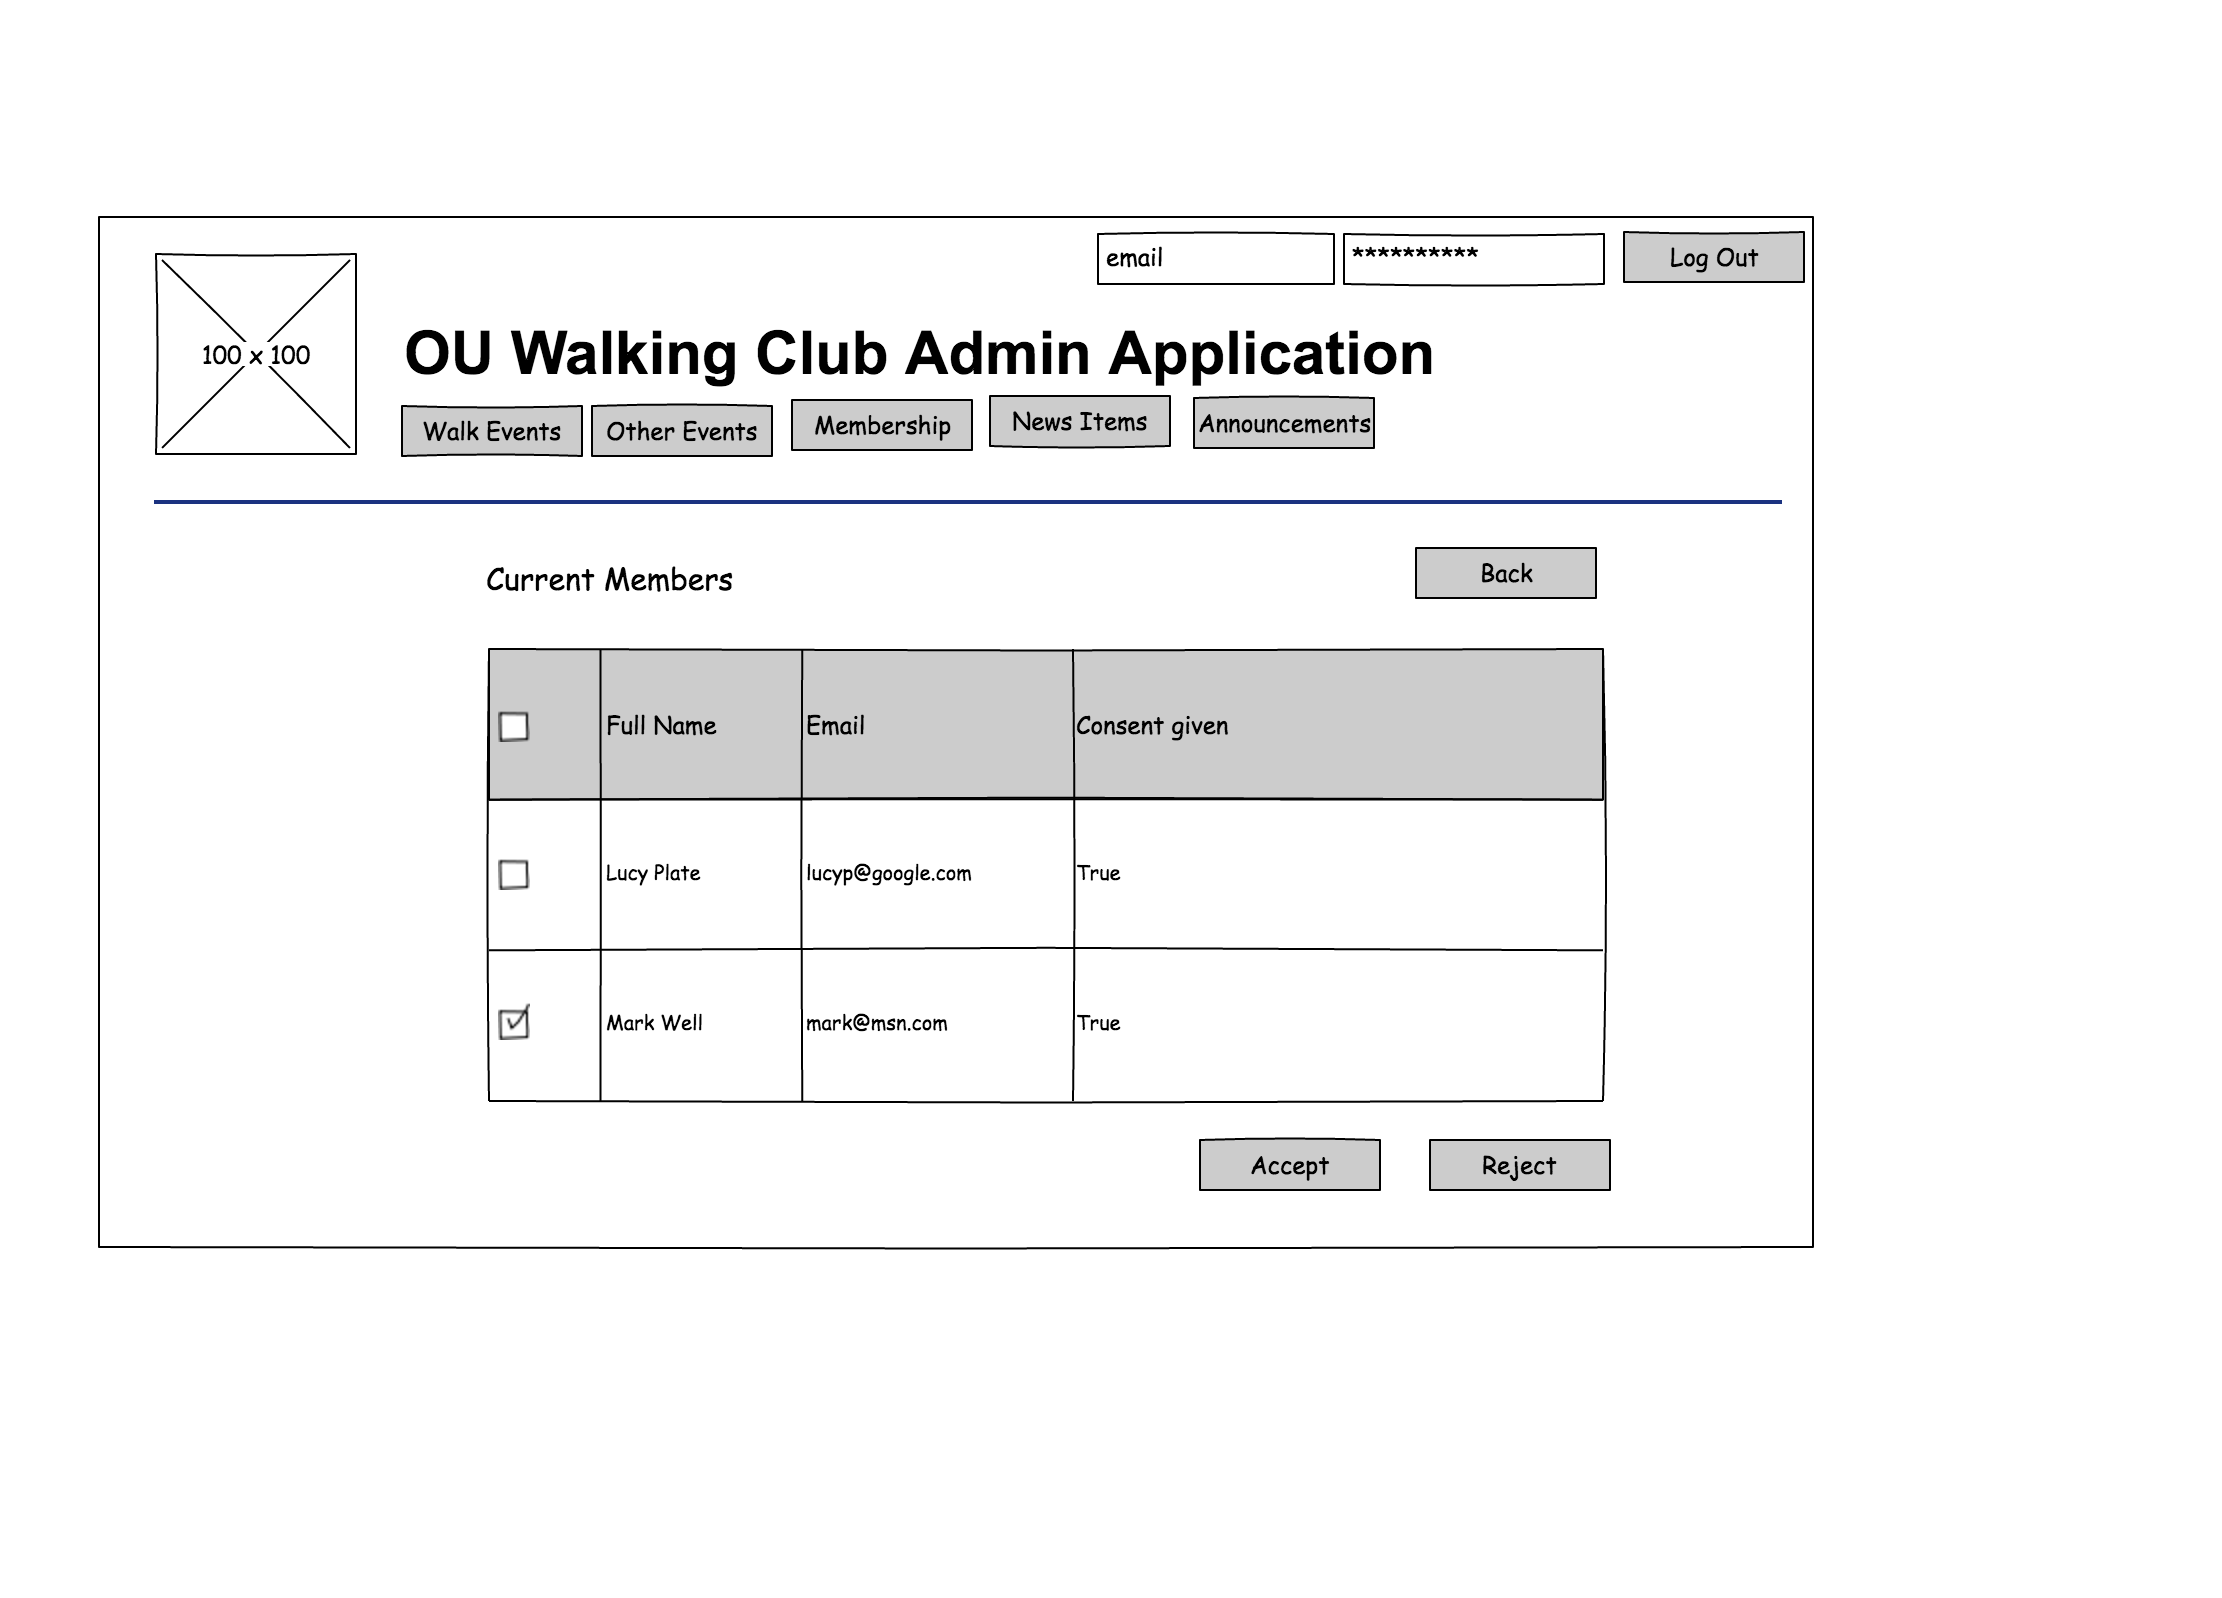 email
**********
Log Out
100 x 100
OU Walking Club Admin Application
Walk Events
Other Events
Membership
News Items
Announcements
Current Members
Back
Full Name Email Consent given
Lucy Plate lucyp@google.com True
Mark Well mark@msn.com True
Accept
Reject